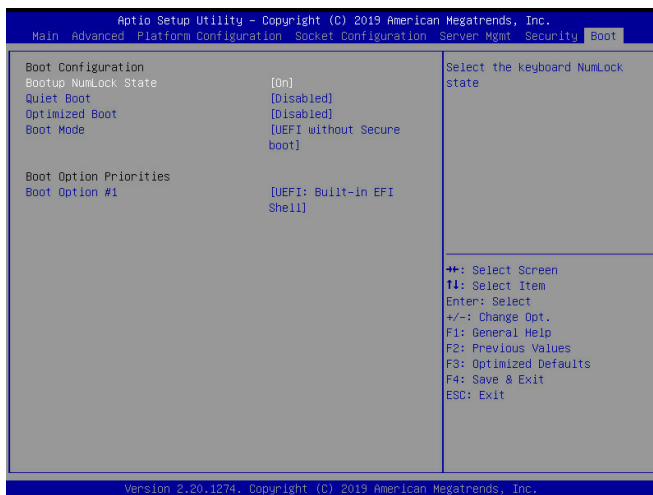 Aptio Setup Utility – Copyright (C) 2019 American Megatrends, Inc.
Main Advanced Platform Configuration Socket Configuration Server Mgmt Security Boot
Boot Configuration
Bootup NumLock State [On]
Quiet Boot [Disabled]
Optimized Boot [Disabled]
Boot Mode [UEFI without Secure
boot]
Boot Option Priorities
Boot Option #1 [UEFI: Built-in EFI
Shell]
Select the keyboard NumLock
state
→←: Select Screen
↑↓: Select Item
Enter: Select
+/-: Change Opt.
F1: General Help
F2: Previous Values
F3: Optimized Defaults
F4: Save & Exit
ESC: Exit
Version 2.20.1274. Copyright (C) 2019 American Megatrends, Inc.